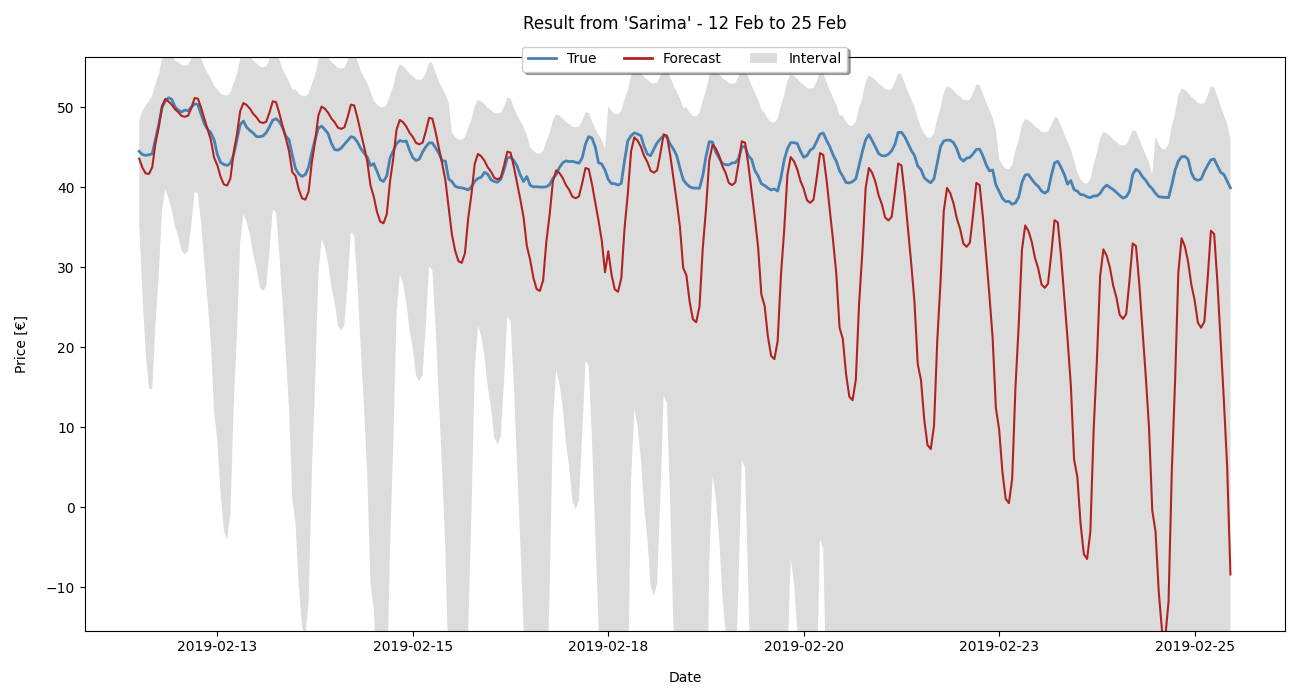 Result from 'Sarima' - 12 Feb to 25 Feb
True Forecast Interval
Price [€]
50
40
30
20
10
0
−10
2019-02-13 2019-02-15 2019-02-18 2019-02-20 2019-02-23 2019-02-25
Date